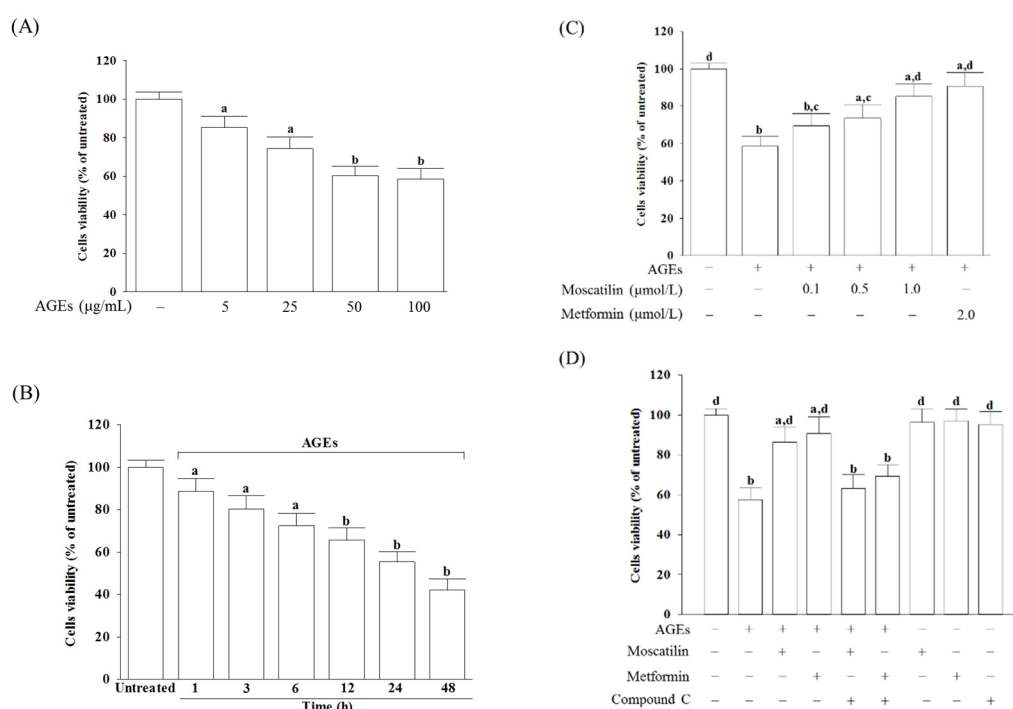 (A)
Cells viability (% of untreated)
120
100
80
60
40
20
0
a
a
b
b
AGEs (μg/mL) – 5 25 50 100
(B)
Cells viability (% of untreated)
120
100
80
60
40
20
0
AGEs
a
a
a
b
b
b
Untreated 1 3 6 12 24 48
Time (h)
(C)
Cells viability (% of untreated)
120
100
80
60
40
20
0
d
b
b,c
a,c
a,d
a,d
AGEs – + + + + +
Moscatilin (μmol/L) – – 0.1 0.5 1.0 –
Metformin (μmol/L) – – – – – 2.0
(D)
Cells viability (% of untreated)
120
100
80
60
40
20
0
d
b
a,d
a,d
b
b
d
d
d
AGEs – + + + + + – – –
Moscatilin – – + – + – + – –
Metformin – – – + – + – + –
Compound C – – – – + + – – +